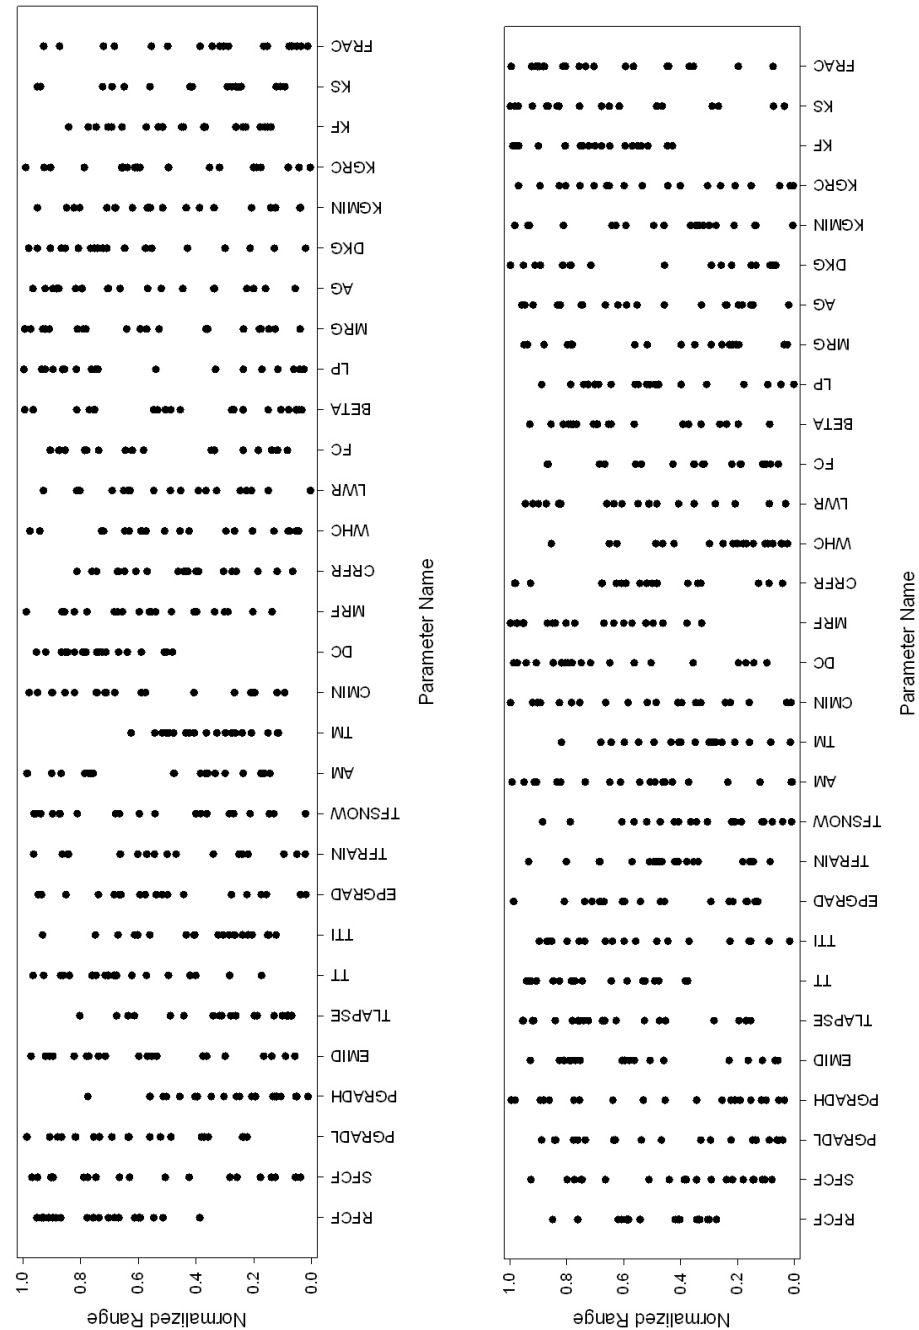 Normalized Range
1.0
0.8
0.6
0.4
0.2
0.0
RFCF
SFCF
PGRADL
PGRADH
EMID
TLAPSE
TT
TTI
EPGRAD
TFRAIN
TFSNOW
AM
TM
CMIN
DC
MRF
CRFR
WHC
LWR
FC
BETA
LP
MRG
AG
DKG
KGMIN
KGRC
KF
KS
FRAC
Parameter Name
Normalized Range
1.0
0.8
0.6
0.4
0.2
0.0
RFCF
SFCF
PGRADL
PGRADH
EMID
TLAPSE
TT
TTI
EPGRAD
TFRAIN
TFSNOW
AM
TM
CMIN
DC
MRF
CRFR
WHC
LWR
FC
BETA
LP
MRG
AG
DKG
KGMIN
KGRC
KF
KS
FRAC
Parameter Name